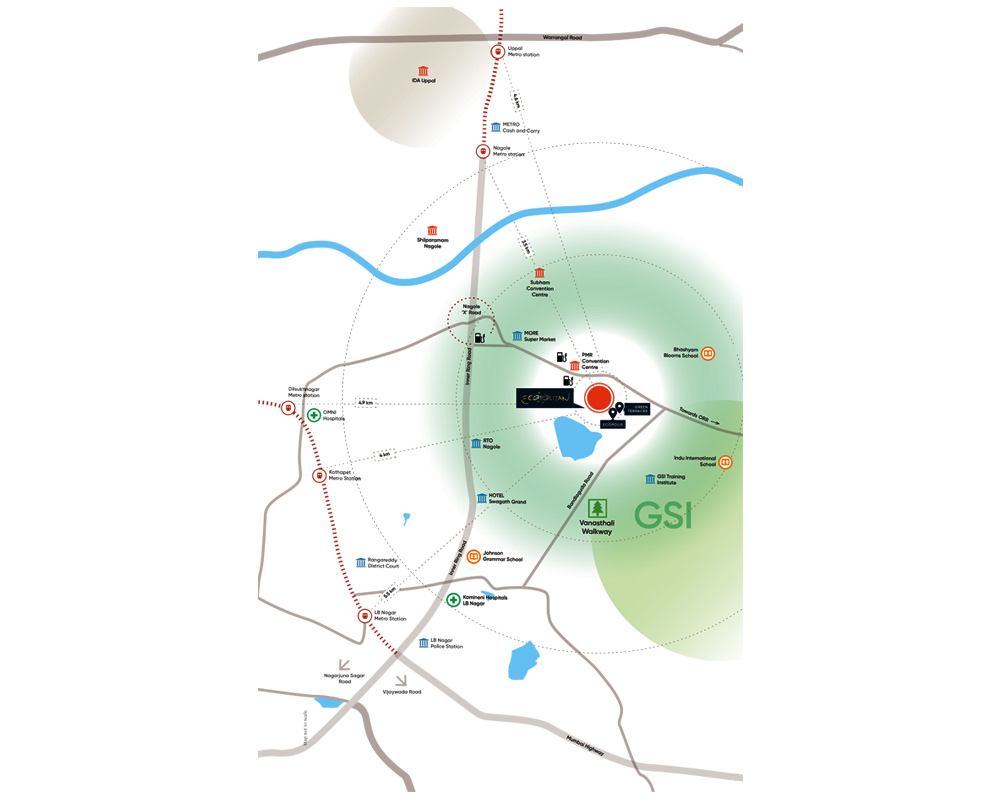 Warrangal Road
Uppal
Metro station
IDA Uppal
METRO
Cash and Carry
Nagole
Metro station
Shilparamam
Nagole
3.5 km
Subham
Convention
Centre
Nagole
'X' Road
MORE
Super Market
Inner Ring Road
PMR
Convention
Centre
Bhashyam
Blooms School
Dilsukhnagar
Metro station
OMNI
Hospitals
4.9 km
GREEN
TERRACES
ECOPOLIS
Towards ORR
RTO
Nagole
4 km
Kothapet
Metro Station
Indu International
School
GSI Training
Institute
Bandlaguda Road
HOTEL
Swagath Grand
GSI
Vanasthali
Walkway
Inner Ring Road
Johnson
Grammar School
Rangareddy
District Court
5.5 km
Kamineni Hospitals
LB Nagar
LB Nagar
Metro Station
LB Nagar
Police Station
Nagarjuna Sagar
Road
Vijaywada Road
Map not to scale
Mumbai Highway